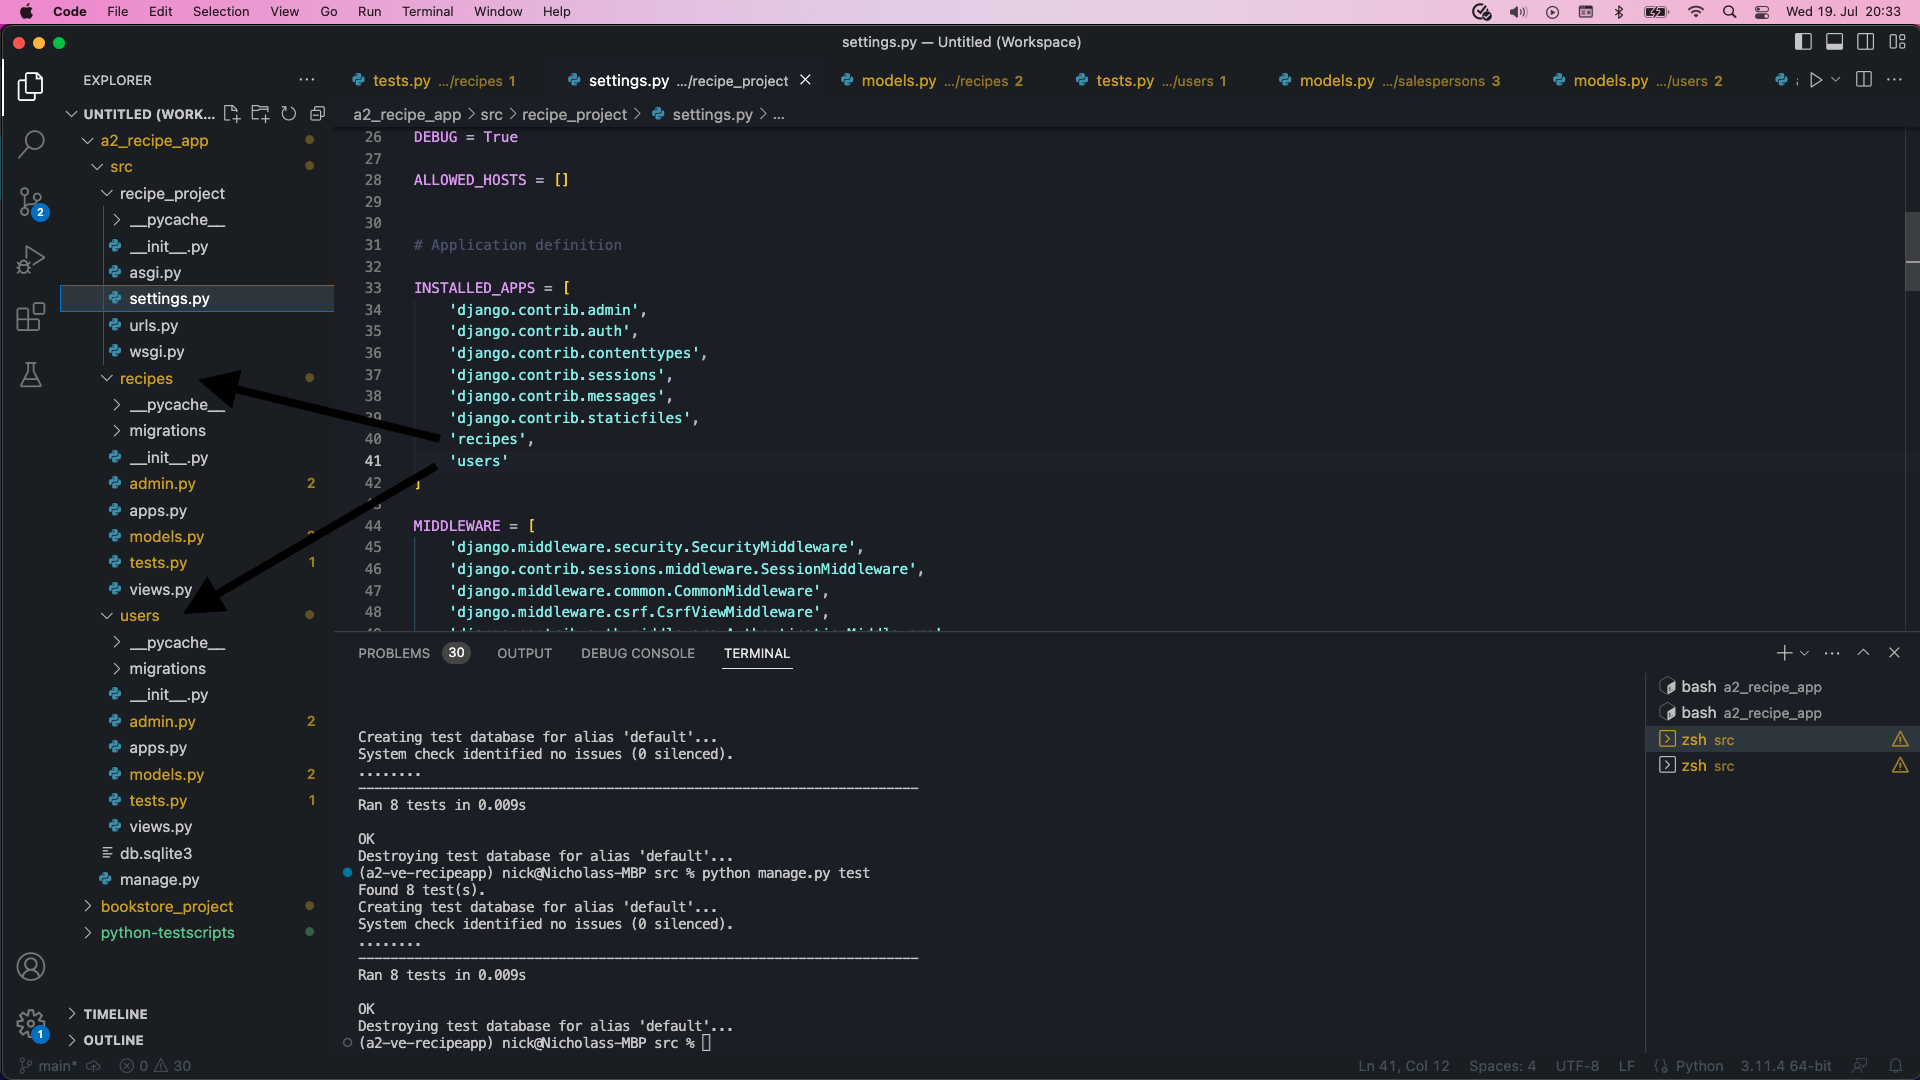 Code File Edit Selection View Go Run Terminal Window Help Wed 19. Jul 20:33
settings.py — Untitled (Workspace)
EXPLORER
tests.py .../recipes 1 settings.py .../recipe_project models.py .../recipes 2 tests.py .../users 1 models.py .../salespersons 3 models.py .../users 2
UNTITLED (WORK...
a2_recipe_app > src > recipe_project > settings.py > ...
a2_recipe_app
src
recipe_project
__pycache__
__init__.py
asgi.py
settings.py
urls.py
wsgi.py
recipes
__pycache__
migrations
__init__.py
admin.py 2
apps.py
models.py
tests.py 1
views.py
users
__pycache__
migrations
__init__.py
admin.py 2
apps.py
models.py 2
tests.py 1
views.py
db.sqlite3
manage.py
bookstore_project
python-testscripts
TIMELINE
OUTLINE
2
1
26 DEBUG = True
27
28 ALLOWED_HOSTS = []
29
30
31 # Application definition
32
33 INSTALLED_APPS = [
34 'django.contrib.admin',
35 'django.contrib.auth',
36 'django.contrib.contenttypes',
37 'django.contrib.sessions',
38 'django.contrib.messages',
39 'django.contrib.staticfiles',
40 'recipes',
41 'users'
42 ]
44 MIDDLEWARE = [
45 'django.middleware.security.SecurityMiddleware',
46 'django.contrib.sessions.middleware.SessionMiddleware',
47 'django.middleware.common.CommonMiddleware',
48 'django.middleware.csrf.CsrfViewMiddleware',
PROBLEMS 30 OUTPUT DEBUG CONSOLE TERMINAL
Creating test database for alias 'default'...
System check identified no issues (0 silenced).
........
----------------------------------------------------------------------
Ran 8 tests in 0.009s
OK
Destroying test database for alias 'default'...
(a2-ve-recipeapp) nick@Nicholass-MBP src % python manage.py test
Found 8 test(s).
Creating test database for alias 'default'...
System check identified no issues (0 silenced).
........
----------------------------------------------------------------------
Ran 8 tests in 0.009s
OK
Destroying test database for alias 'default'...
(a2-ve-recipeapp) nick@Nicholass-MBP src %
bash a2_recipe_app
bash a2_recipe_app
zsh src
zsh src
main* 0 30 Ln 41, Col 12 Spaces: 4 UTF-8 LF Python 3.11.4 64-bit